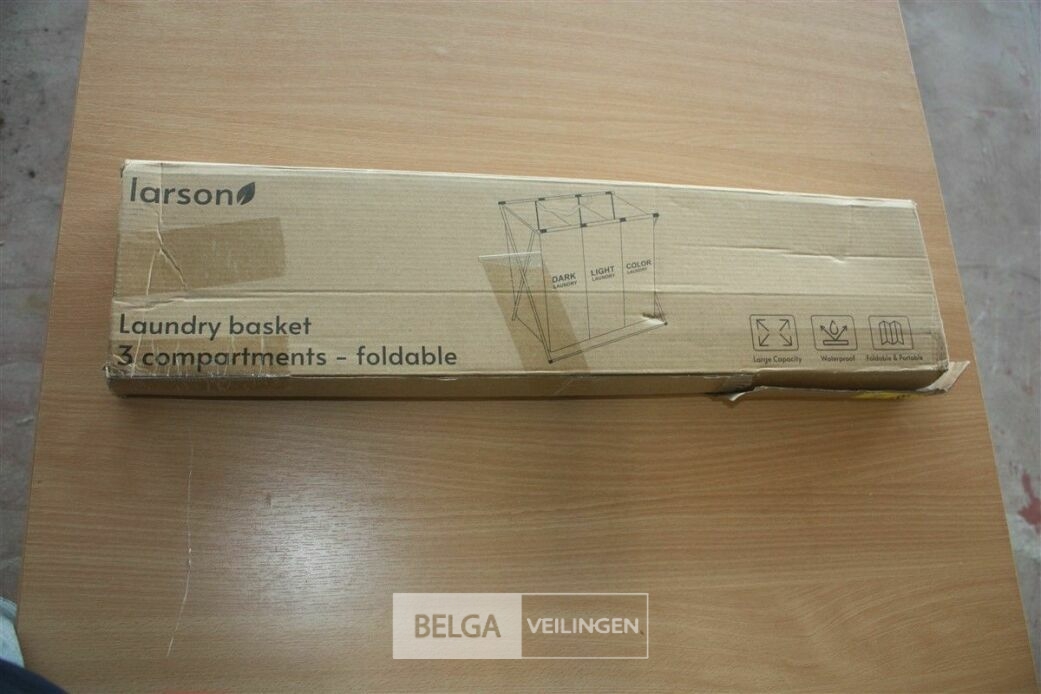 larson
DARK
LAUNDRY
LIGHT
LAUNDRY
COLOR
LAUNDRY
Laundry basket
3 compartments - foldable
Large Capacity
Waterproof
Foldable & Portable
BELGA VEILINGEN